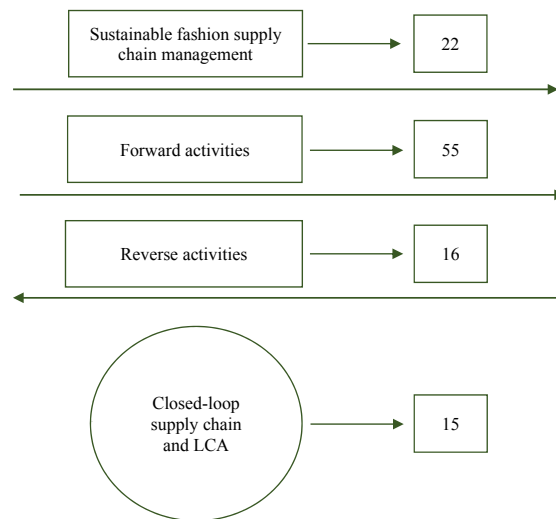 Sustainable fashion supply
chain management
22
Forward activities
55
Reverse activities
16
Closed-loop
supply chain
and LCA
15